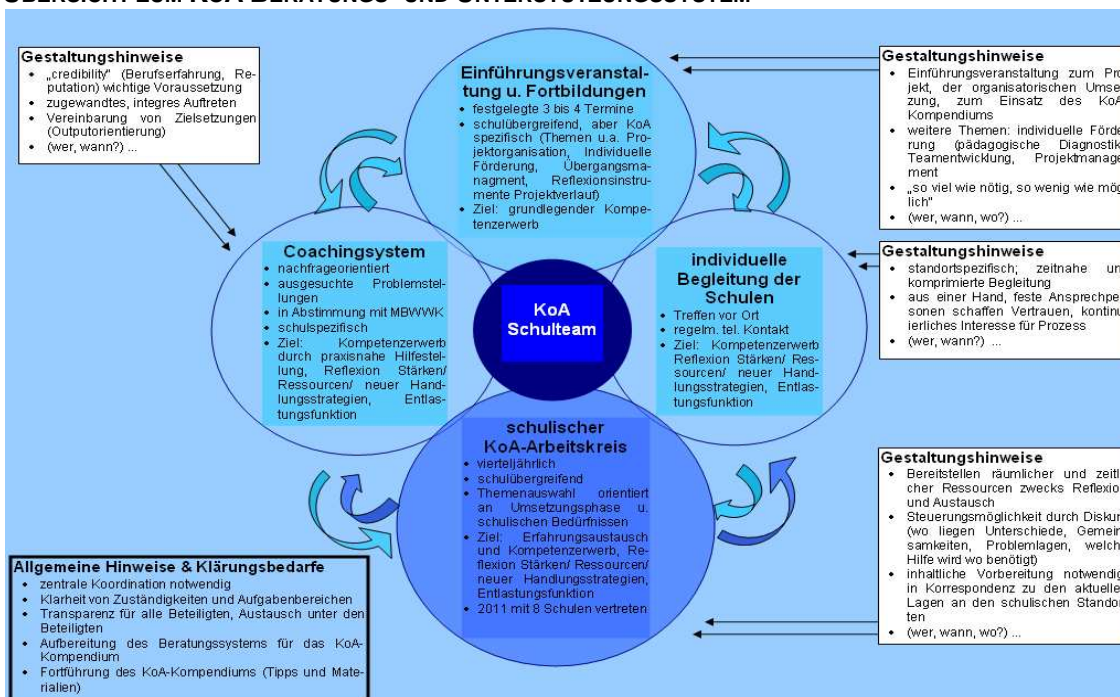 ÜBERSICHT ZUM KOA-BERATUNGS- UND UNTERSTÜTZUNGSSYSTEM
Gestaltungshinweise
• „credibility" (Berufserfahrung, Re-
putation) wichtige Voraussetzung
• zugewandtes, integres Auftreten
• Vereinbarung von Zielsetzungen
(Outputorientierung)
• (wer, wann?) ...
Einführungsveranstal-
tung u. Fortbildungen
• festgelegte 3 bis 4 Termine
• schulübergreifend, aber KoA
spezifisch (Themen u.a. Pro-
jektorganisation, Individuelle
Förderung, Übergangsma-
nagment, Reflexionsinstru-
mente Projektverlauf)
• Ziel: grundlegender Kompe-
tenzerwerb
Gestaltungshinweise
• Einführungsveranstaltung zum Pro
jekt, der organisatorischen Umse
zung, zum Einsatz des KoA
Kompendiums
• weitere Themen: individuelle Förde
rung (pädagogische Diagnostik
Teamentwicklung, Projektmanage
ment
• „so viel wie nötig, so wenig wie mög
lich"
• (wer, wann, wo?) ...
Coachingsystem
• nachfrageorientiert
• ausgesuchte Problemstel-
lungen
• in Abstimmung mit MBWWK
• schulspezifisch
• Ziel: Kompetenzerwerb
durch praxisnahe Hilfestel-
lung, Reflexion Stärken/
Ressourcen/ neuer Hand-
lungsstrategien, Entlas-
tungsfunktion
KoA
Schulteam
individuelle
Begleitung der
Schulen
• Treffen vor Ort
• regelm. tel. Kontakt
• Ziel: Kompetenzerwerb
Reflexion Stärken/ Res-
sourcen/ neuer Hand-
lungsstrategien, Entlas-
tungsfunktion
Gestaltungshinweise
• standortspezifisch; zeitnahe un
komprimierte Begleitung
• aus einer Hand, feste Ansprechpe
sonen schaffen Vertrauen, kontinu
ierliches Interesse für Prozess
• (wer, wann?) ...
schulischer
KoA-Arbeitskreis
• vierteljährlich
• schulübergreifend
• Themenauswahl orientiert
an Umsetzungsphase u.
schulischen Bedürfnissen
• Ziel: Erfahrungsaustausch
und Kompetenzerwerb, Re-
flexion Stärken/ Ressourcen/
neuer Handlungsstrategien,
Entlastungsfunktion
• 2011 mit 8 Schulen vertreten
Gestaltungshinweise
• Bereitstellen räumlicher und zeitl
cher Ressourcen zwecks Reflexio
und Austausch
• Steuerungsmöglichkeit durch Diskur
(wo liegen Unterschiede, Gemein
samkeiten, Problemlagen, welch
Hilfe wird wo benötigt)
• inhaltliche Vorbereitung notwendig
in Korrespondenz zu den aktuelle
Lagen an den schulischen Standor
ten
• (wer, wann, wo?) ...
Allgemeine Hinweise & Klärungsbedarfe
• zentrale Koordination notwendig
• Klarheit von Zuständigkeiten und Aufgabenbereichen
• Transparenz für alle Beteiligten, Austausch unter den
Beteiligten
• Aufbereitung des Beratungssystems für das KoA-
Kompendium
• Fortführung des KoA-Kompendiums (Tipps und Mate-
rialien)